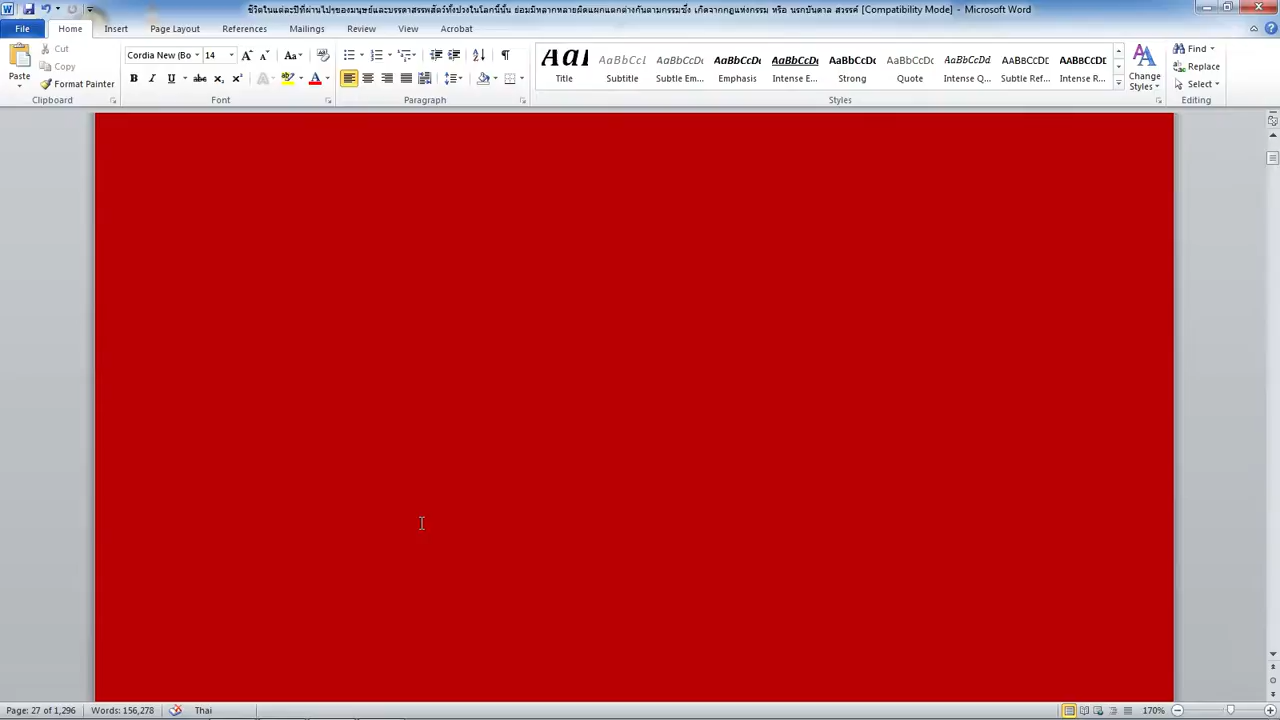 ชีวิตในแต่ละปีที่ผ่านไปๆของมนุษย์และบรรดาสรรพสัตว์ทั้งปวงในโลกนี้นั้น ย่อมมีหลากหลายผิดแผกแตกต่างกันตามกรรมซึ่ง เกิดจากกฎแห่งกรรม หรือ นรกบันดาล สวรรค์ [Compatibility Mode] - Microsoft Word
File Home Insert Page Layout References Mailings Review View Acrobat
Paste
Cut
Copy
Format Painter
Clipboard
Cordia New (Bo 14
Font
Paragraph
AaI AaBbCcI AaBbCcDc AaBbCcDc AaBbCcDc AaBbCcDc AaBbCcDc AaBbCcDd AaBbCcDc AaBbCcDc
Title Subtitle Subtle Em... Emphasis Intense E... Strong Quote Intense Q... Subtle Ref... Intense R...
Styles
Change Styles
Find
Replace
Select
Editing
Page: 27 of 1,296 Words: 156,278 Thai 170%